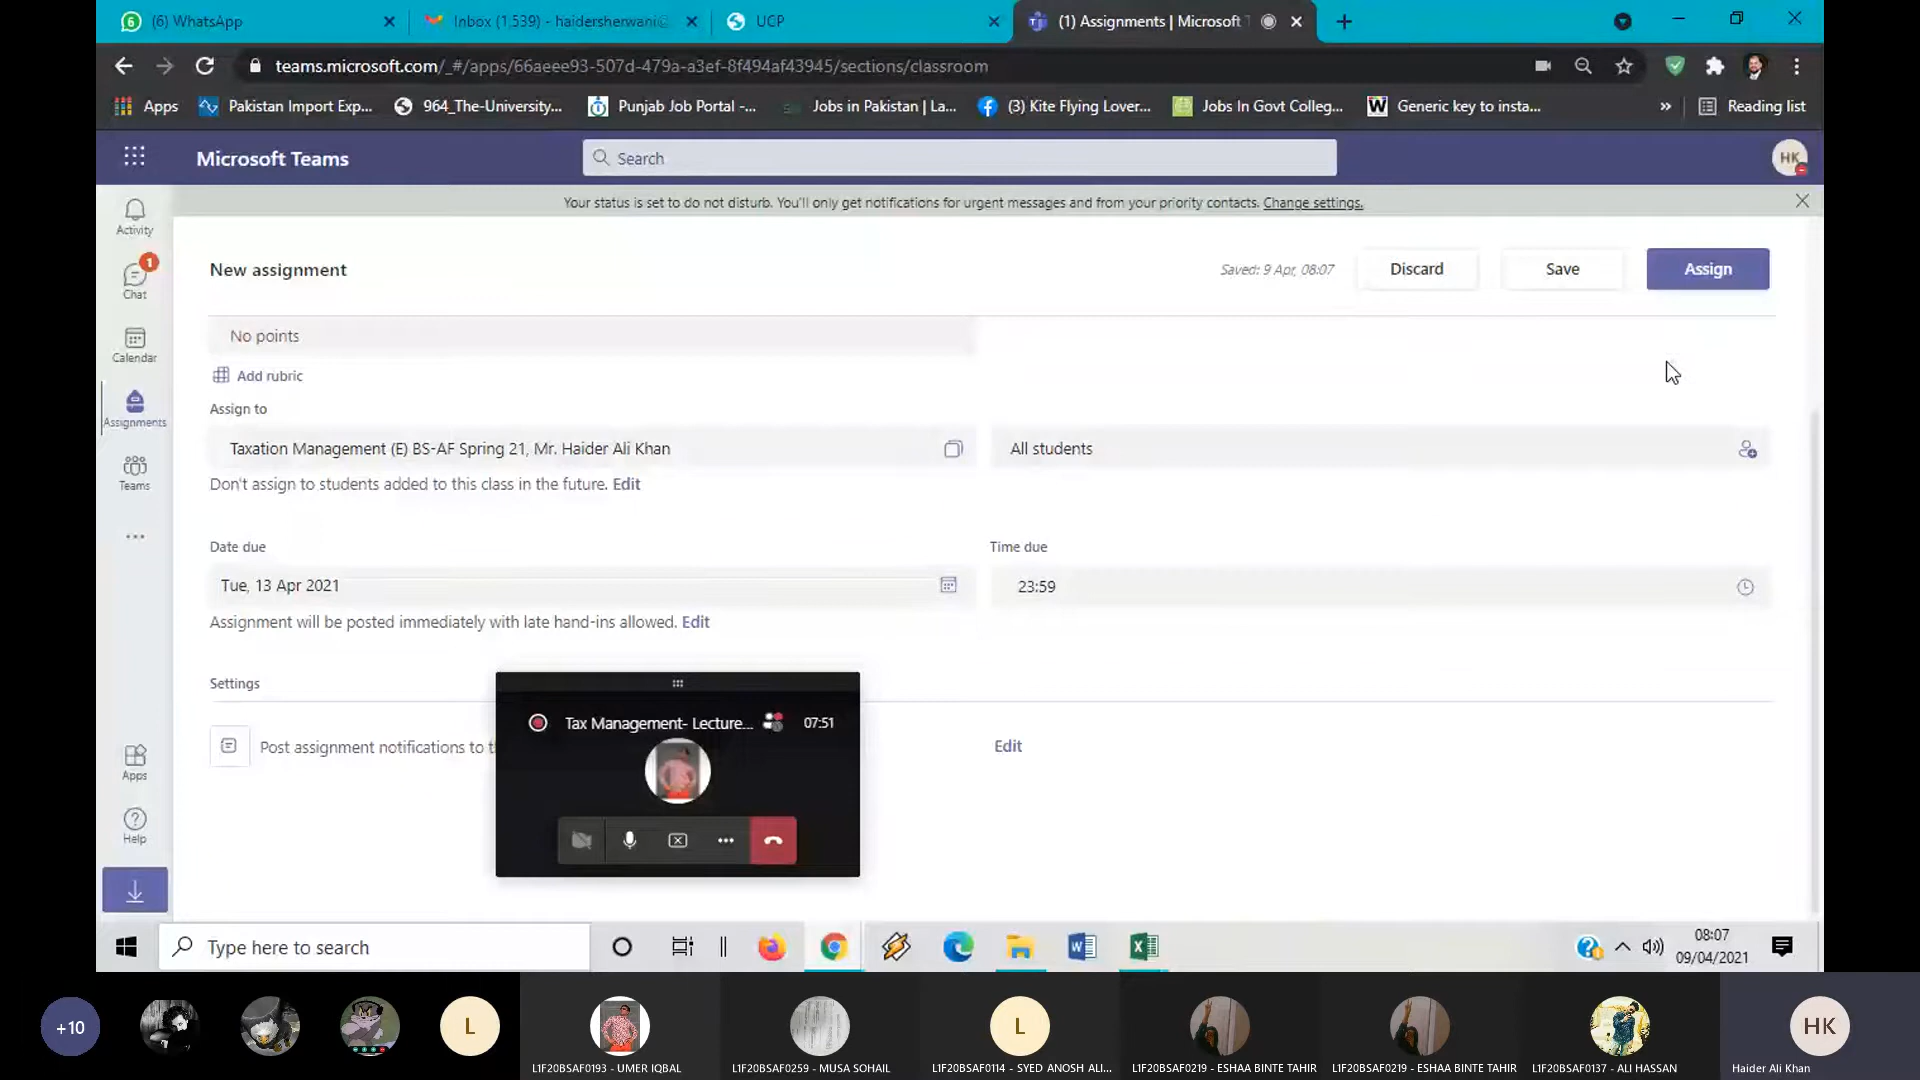 6
(6) WhatsApp
Inbox (1,539) - haidersherwani@
UCP
(1) Assignments | Microsoft T
teams.microsoft.com/_#/apps/66aeee93-507d-479a-a3ef-8f494af43945/sections/classroom
Apps
Pakistan Import Exp...
964_The-University...
Punjab Job Portal -...
Jobs in Pakistan | La...
(3) Kite Flying Lover...
Jobs In Govt Colleg...
W
Generic key to insta...
»
Reading list
Microsoft Teams
Search
HK
Your status is set to do not disturb. You'll only get notifications for urgent messages and from your priority contacts. Change settings.
Activity
1
Chat
Calendar
Assignments
Teams
Apps
Help
New assignment
Saved: 9 Apr, 08:07
Discard
Save
Assign
No points
Add rubric
Assign to
Taxation Management (E) BS-AF Spring 21, Mr. Haider Ali Khan
All students
Don't assign to students added to this class in the future. Edit
Date due
Time due
Tue, 13 Apr 2021
23:59
Assignment will be posted immediately with late hand-ins allowed. Edit
Settings
Post assignment notifications to t
Edit
Tax Management- Lecture...
07:51
Type here to search
08:07
09/04/2021
+10
L
L1F20BSAF0193 - UMER IQBAL
L1F20BSAF0259 - MUSA SOHAIL
L
L1F20BSAF0114 - SYED ANOSH ALI...
L1F20BSAF0219 - ESHAA BINTE TAHIR
L1F20BSAF0219 - ESHAA BINTE TAHIR
L1F20BSAF0137 - ALI HASSAN
HK
Haider Ali Khan